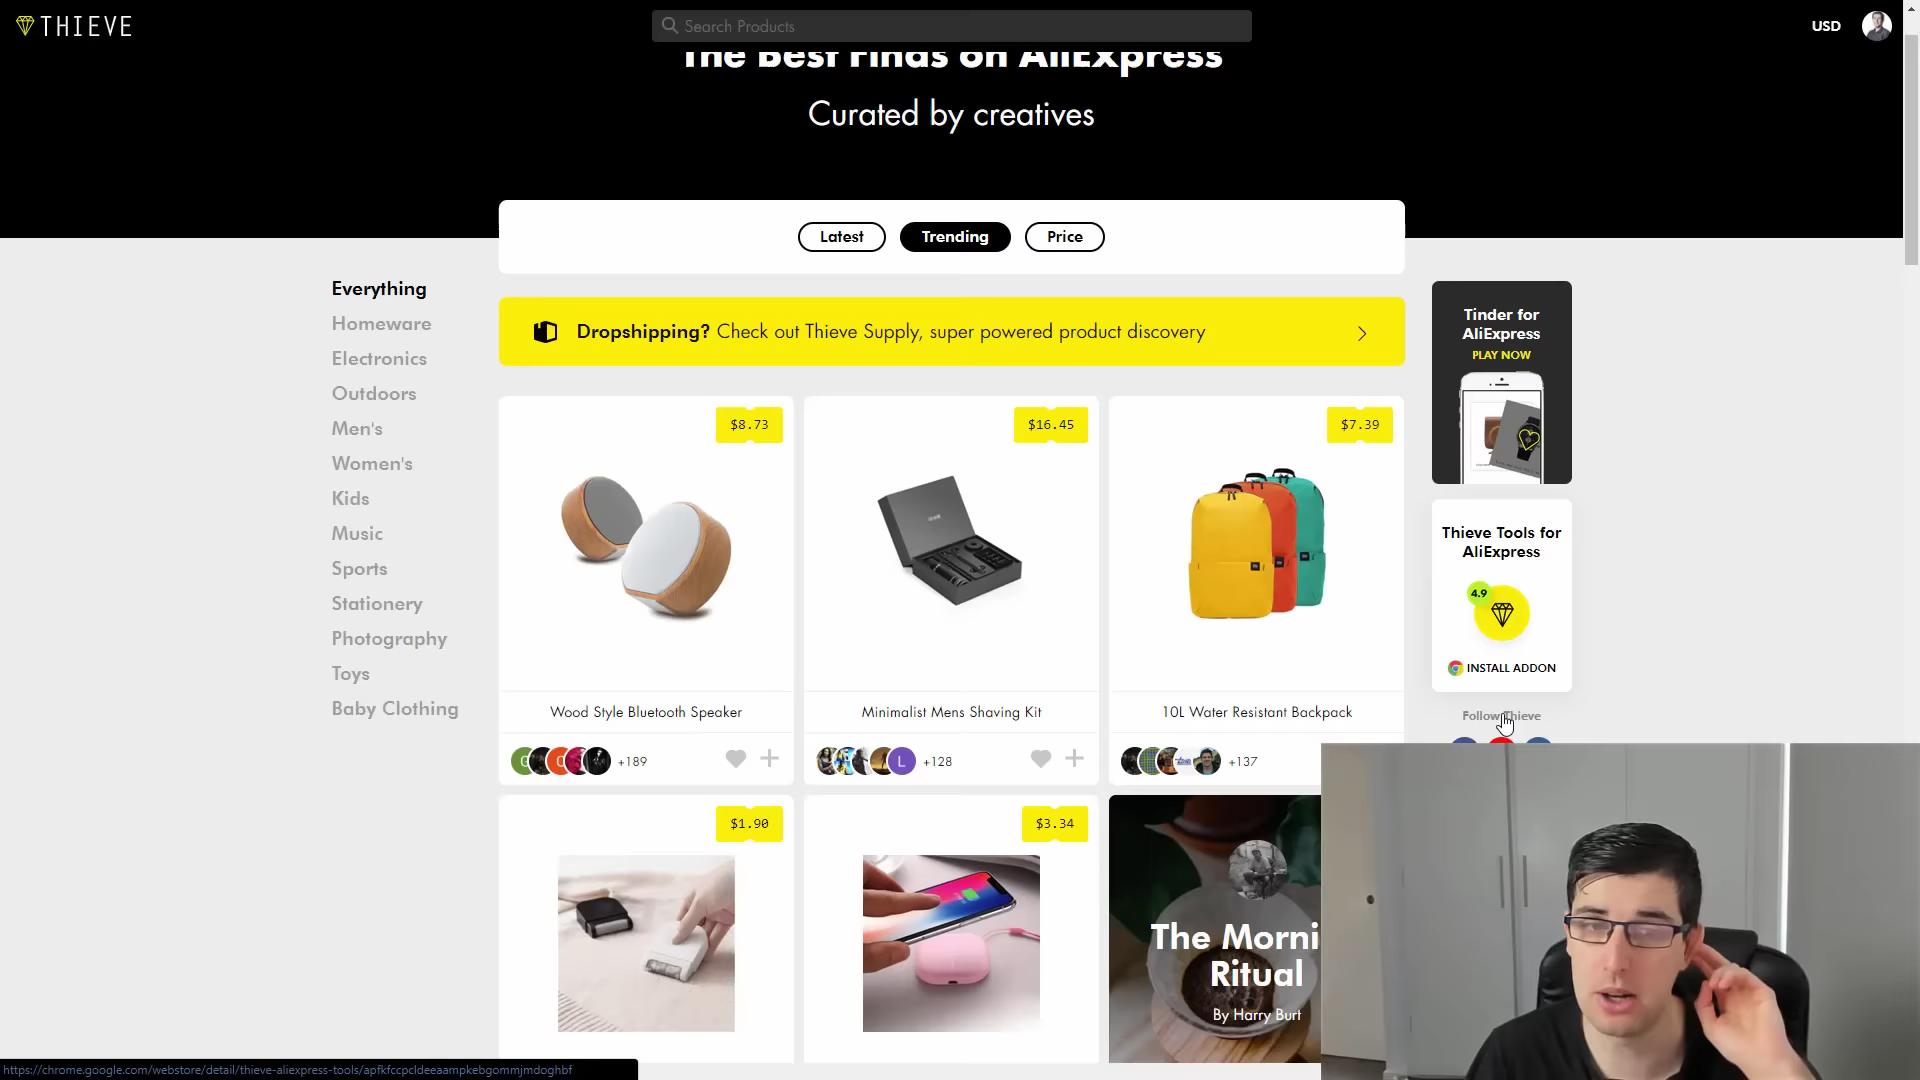 THIEVE
Search Products
USD
The Best Finds on AliExpress
Curated by creatives
Latest
Trending
Price
Everything
Homeware
Electronics
Outdoors
Men's
Women's
Kids
Music
Sports
Stationery
Photography
Toys
Baby Clothing
Dropshipping? Check out Thieve Supply, super powered product discovery
$8.73
Wood Style Bluetooth Speaker
+189
$16.45
Minimalist Mens Shaving Kit
L
+128
$7.39
10L Water Resistant Backpack
+137
$1.90
$3.34
The Morni
Ritual
By Harry Burt
Tinder for
AliExpress
PLAY NOW
Thieve Tools for
AliExpress
4.9
INSTALL ADDON
Follow Thieve
https://chrome.google.com/webstore/detail/thieve-aliexpress-tools/apfkfccpcldeeaampkebgommjmdoghbf